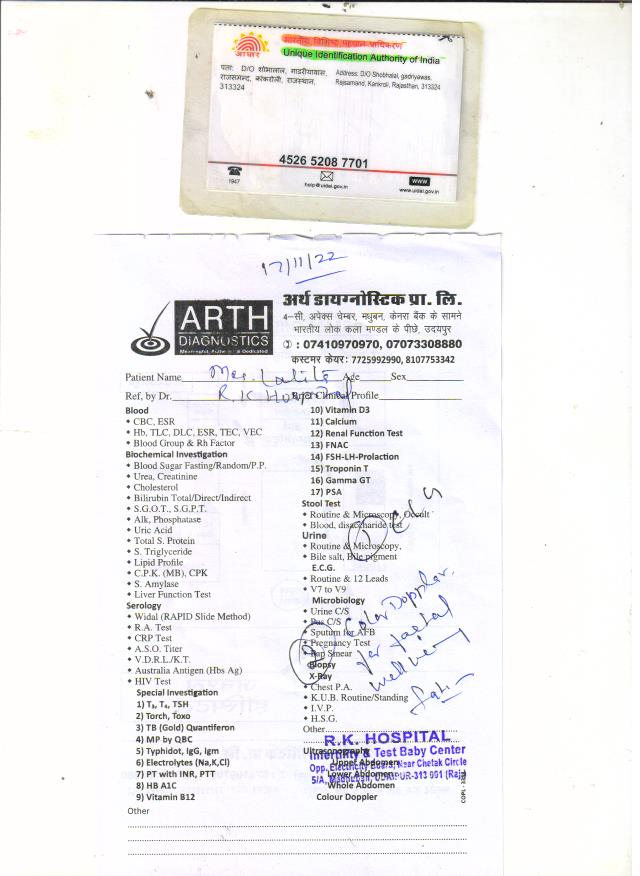 आधार
भारतीय विशिष्ट पहचान प्राधिकरण
Unique Identification Authority of India
पता: D/O शोभालाल, गाडरीयावास, राजसमन्द, कांकरोली, राजस्थान, 313324
Address: D/O Shobhalal, gadriyawas, Rajsamand, Kankroli, Rajasthan, 313324
4526 5208 7701
1947
help@uidai.gov.in
www
www.uidai.gov.in
17/11/22
ARTH
DIAGNOSTICS
अर्थ डायग्नोस्टिक प्रा. लि.
4–सी, अपेक्स चेम्बर, मधुबन, केनरा बैंक के सामने
भारतीय लोक कला मण्डल के पीछे, उदयपुर
: 07410970970, 07073308880
कस्टमर केयर: 7725992990, 8107753342
Patient Name Mrs. Lalita Age Sex
Ref, by Dr. R.K Hospital Brief Clinical Profile
Blood
CBC, ESR
Hb, TLC, DLC, ESR, TEC, VEC
Blood Group & Rh Factor
Biochemical Investigation
Blood Sugar Fasting/Random/P.P.
Urea, Creatinine
Cholesterol
Bilirubin Total/Direct/Indirect
S.G.O.T., S.G.P.T.
Alk, Phosphatase
Uric Acid
Total S. Protein
S. Triglyceride
Lipid Profile
C.P.K. (MB), CPK
S. Amylase
Liver Function Test
Serology
Widal (RAPID Slide Method)
R.A. Test
CRP Test
A.S.O. Titer
V.D.R.L./K.T.
Australia Antigen (Hbs Ag)
HIV Test
Special Investigation
1) T₃, T₄, TSH
2) Torch, Toxo
3) TB (Gold) Quantiferon
4) MP by QBC
5) Typhidot, IgG, Igm
6) Electrolytes (Na,K,Cl)
7) PT with INR, PTT
8) HB A1C
9) Vitamin B12
Other
10) Vitamin D3
11) Calcium
12) Renal Function Test
13) FNAC
14) FSH-LH-Prolaction
15) Troponin T
16) Gamma GT
17) PSA
Stool Test
Routine & Microscopy, Occult
Blood, disaccharide test
Urine
Routine & Microscopy,
Bile salt, Bile pigment
E.C.G.
Routine & 12 Leads
V7 to V9
Microbiology
Urine C/S
Pus C/S
Sputum for AFB
Pregnancy Test
Pap Smear
Biopsy
X-Ray
Chest P.A.
K.U.B. Routine/Standing
I.V.P.
H.S.G.
Other
Ultrasonography
Upper Abdomen
Lower Abdomen
Whole Abdomen
Colour Doppler
①
② Color Doppler
for foetal
well being
R.K. HOSPITAL
Infertility & Test Baby Center
Opp. Electricity Board, Near Chetak Circle
5/A, Madhuban, UDAIPUR-313 001 (Raj.)